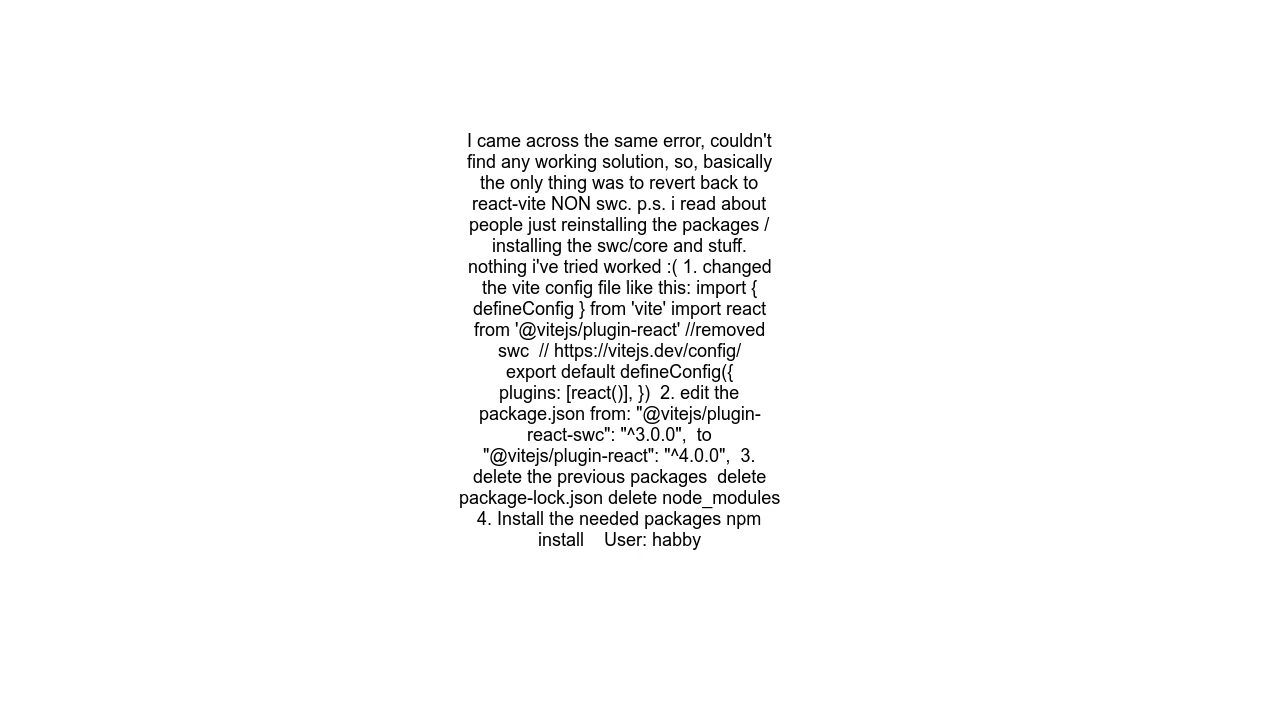 I came across the same error, couldn't
find any working solution, so, basically
the only thing was to revert back to
react-vite NON swc. p.s. i read about
people just reinstalling the packages /
installing the swc/core and stuff.
nothing i've tried worked :( 1. changed
the vite config file like this: import {
defineConfig } from 'vite' import react
from '@vitejs/plugin-react' //removed
swc  // https://vitejs.dev/config/
export default defineConfig({
plugins: [react()], })  2. edit the
package.json from: "@vitejs/plugin-
react-swc": "^3.0.0",  to
"@vitejs/plugin-react": "^4.0.0",  3.
delete the previous packages  delete
package-lock.json delete node_modules
4. Install the needed packages npm
install    User: habby